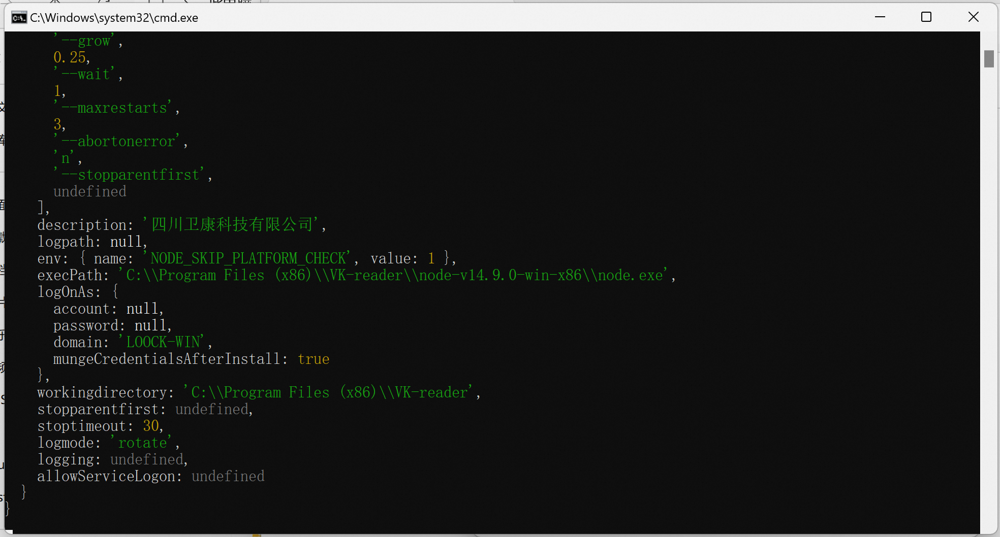 C:\Windows\system32\cmd.exe
'--grow',
0.25,
'--wait',
1,
'--maxrestarts',
3,
'--abortonerror',
'n',
'--stopparentfirst',
undefined
],
description: '四川卫康科技有限公司',
logpath: null,
env: { name: 'NODE_SKIP_PLATFORM_CHECK', value: 1 },
execPath: 'C:\\Program Files (x86)\\VK-reader\\node-v14.9.0-win-x86\\node.exe',
logOnAs: {
account: null,
password: null,
domain: 'LOOCK-WIN',
mungeCredentialsAfterInstall: true
},
workingdirectory: 'C:\\Program Files (x86)\\VK-reader',
stopparentfirst: undefined,
stoptimeout: 30,
logmode: 'rotate',
logging: undefined,
allowServiceLogon: undefined
}
}